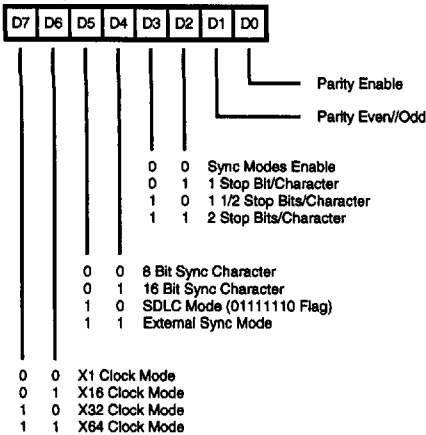 D7 D6 D5 D4 D3 D2 D1 D0
Parity Enable
Parity Even//Odd
0 0 Sync Modes Enable
0 1 1 Stop Bit/Character
1 0 1 1/2 Stop Bits/Character
1 1 2 Stop Bits/Character
0 0 8 Bit Sync Character
0 1 16 Bit Sync Character
1 0 SDLC Mode (01111110 Flag)
1 1 External Sync Mode
0 0 X1 Clock Mode
0 1 X16 Clock Mode
1 0 X32 Clock Mode
1 1 X64 Clock Mode